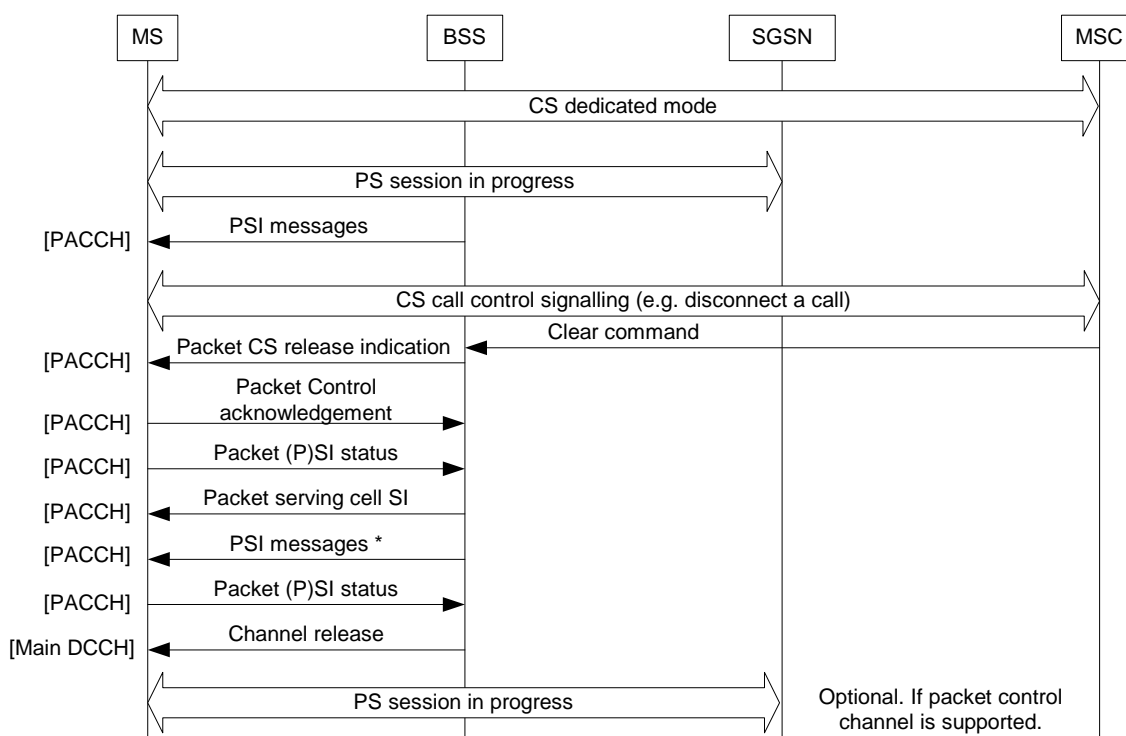 MS BSS SGSN MSC
CS dedicated mode
PS session in progress
PSI messages
[PACCH]
CS call control signalling (e.g. disconnect a call)
Clear command
Packet CS release indication
[PACCH]
Packet Control
acknowledgement
[PACCH]
Packet (P)SI status
[PACCH]
Packet serving cell SI
[PACCH]
PSI messages *
[PACCH]
Packet (P)SI status
[PACCH]
Channel release
[Main DCCH]
PS session in progress
Optional. If packet control
channel is supported.